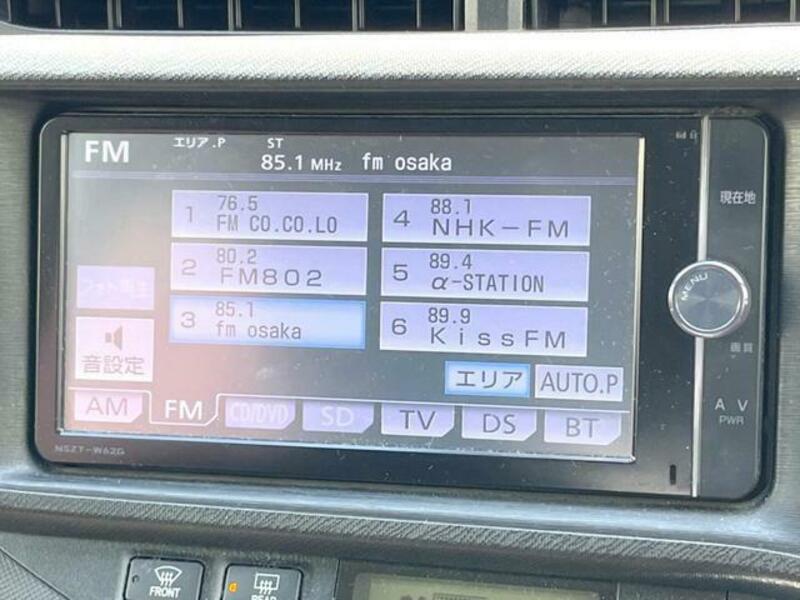 FM エリア.P ST
85.1 MHz fm osaka
1 76.5 FM CO.CO.LO
2 80.2 FM802
3 85.1 fm osaka
4 88.1 NHK-FM
5 89.4 α-STATION
6 89.9 KissFM
音設定
エリア AUTO.P
AM FM CD/DVD SD TV DS BT
NSZT-W62G
現在地
MENU
画質
A V
PWR
FRONT
REAR